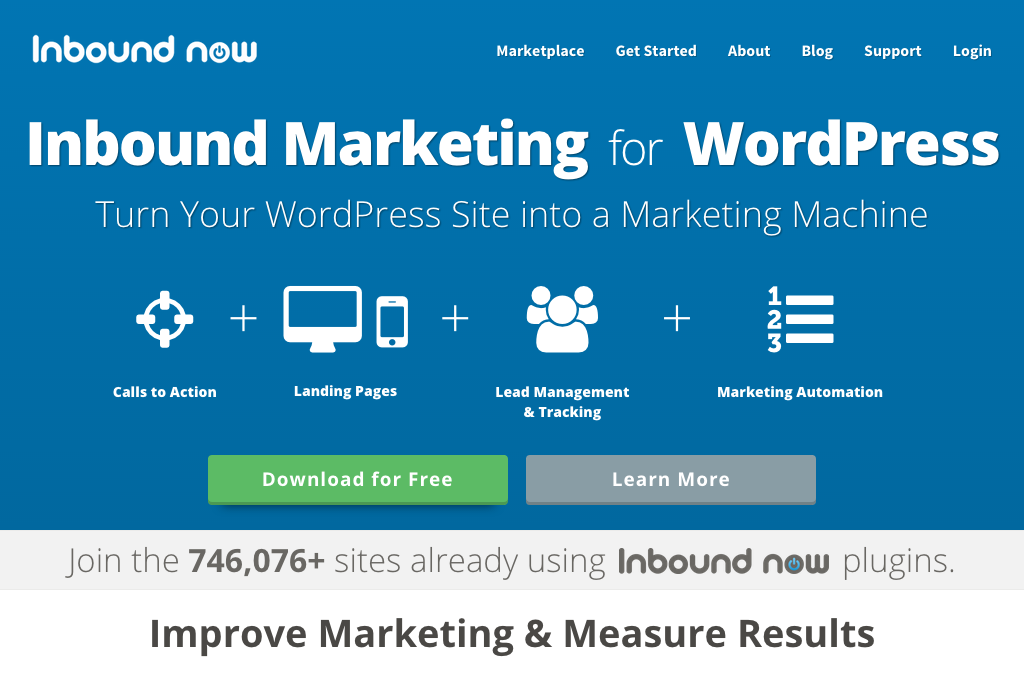 Inbound now
Marketplace Get Started About Blog Support Login
Inbound Marketing for WordPress
Turn Your WordPress Site into a Marketing Machine
+ + +
1
2
3
Calls to Action
Landing Pages
Lead Management
& Tracking
Marketing Automation
Download for Free
Learn More
Join the 746,076+ sites already using Inbound now plugins.
Improve Marketing & Measure Results